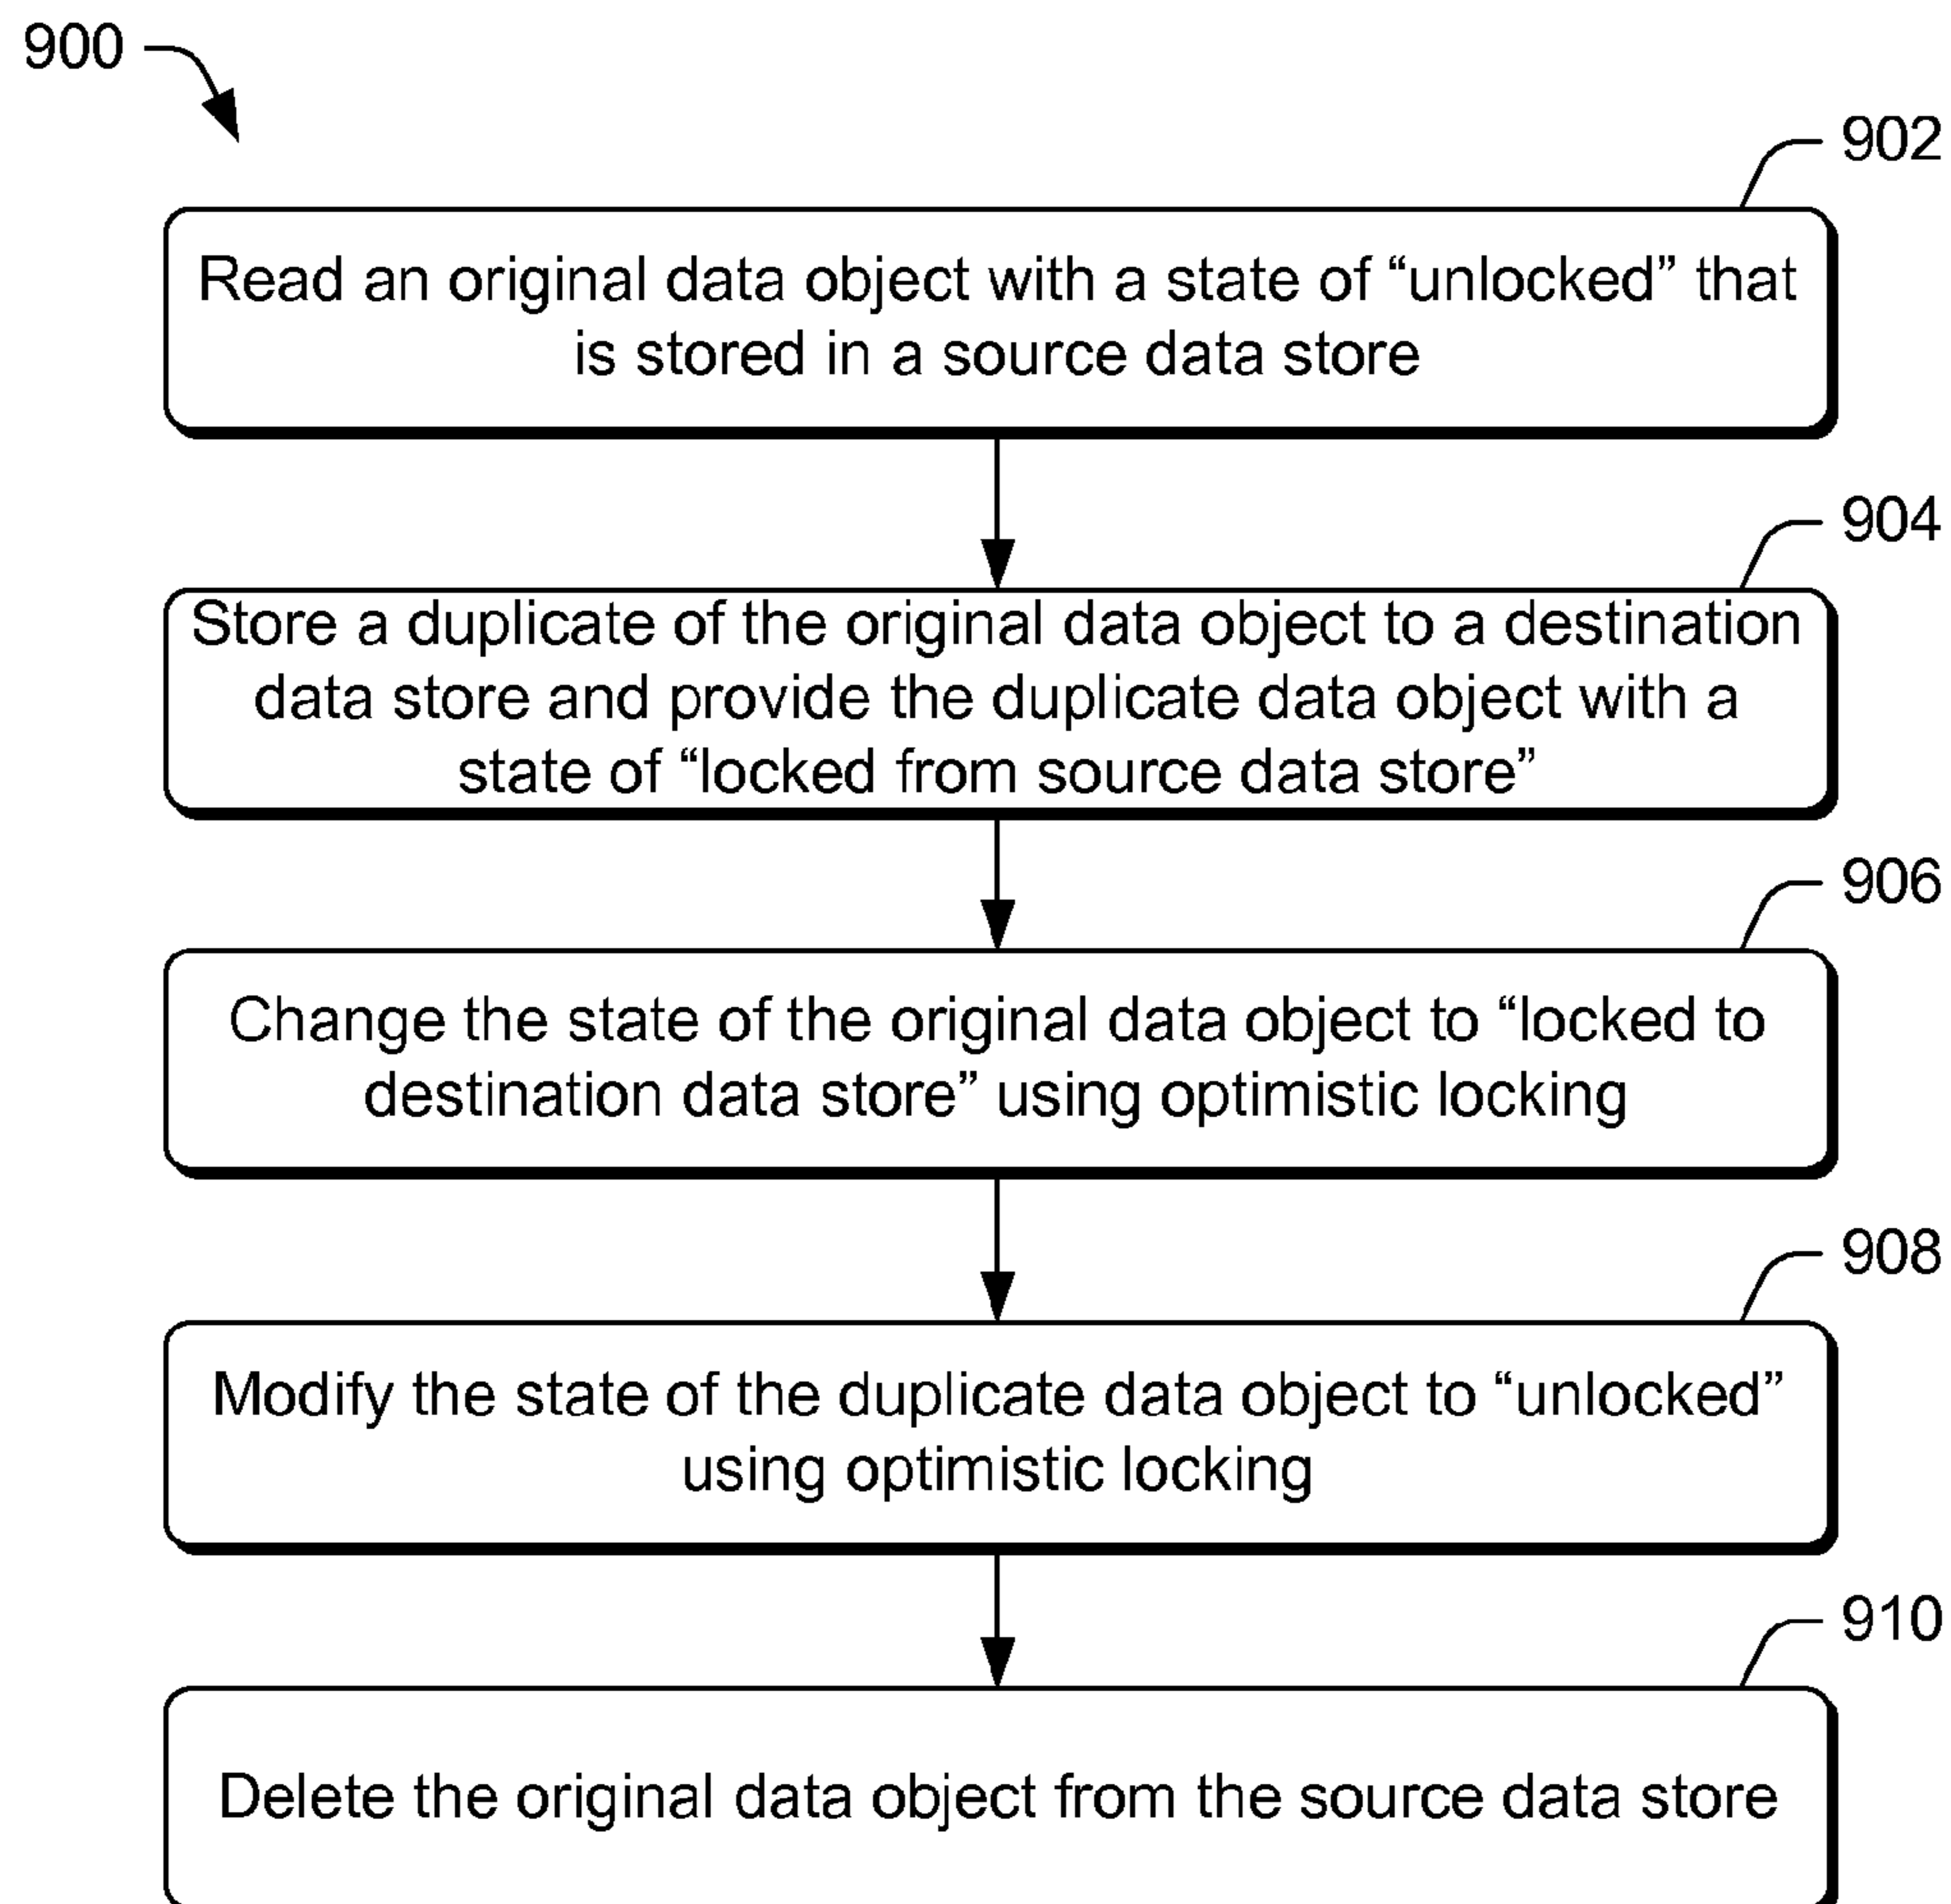 900
902
Read an original data object with a state of “unlocked” that
is stored in a source data store
904
Store a duplicate of the original data object to a destination
data store and provide the duplicate data object with a
state of “locked from source data store”
906
Change the state of the original data object to “locked to
destination data store” using optimistic locking
908
Modify the state of the duplicate data object to “unlocked”
using optimistic locking
910
Delete the original data object from the source data store